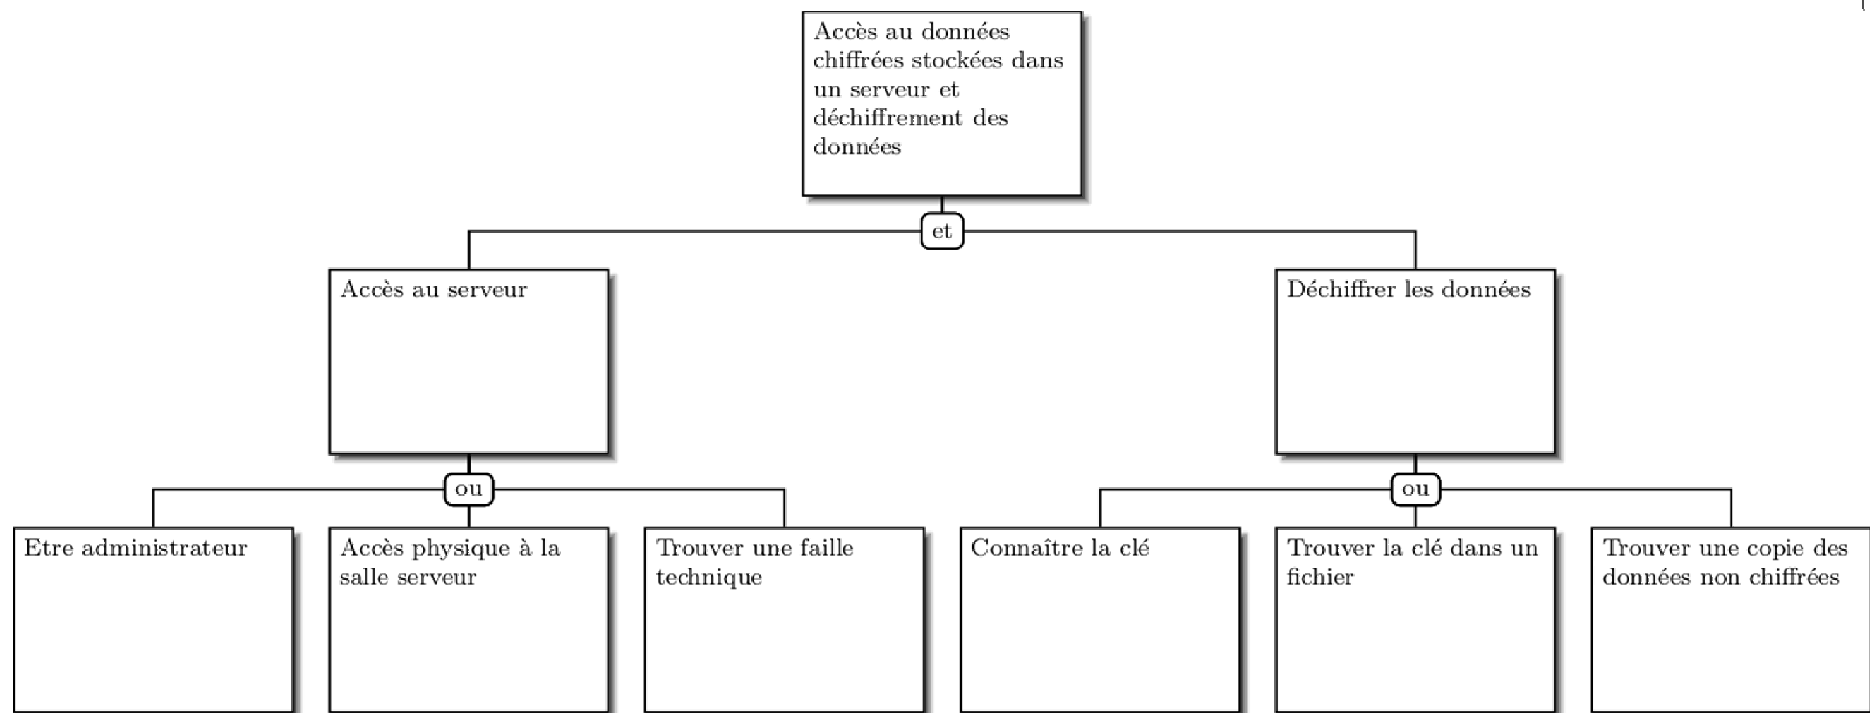 Accès au données
chiffrées stockées dans
un serveur et
déchiffrement des
données
et
Accès au serveur
Déchiffrer les données
ou
ou
Etre administrateur
Accès physique à la
salle serveur
Trouver une faille
technique
Connaître la clé
Trouver la clé dans un
fichier
Trouver une copie des
données non chiffrées